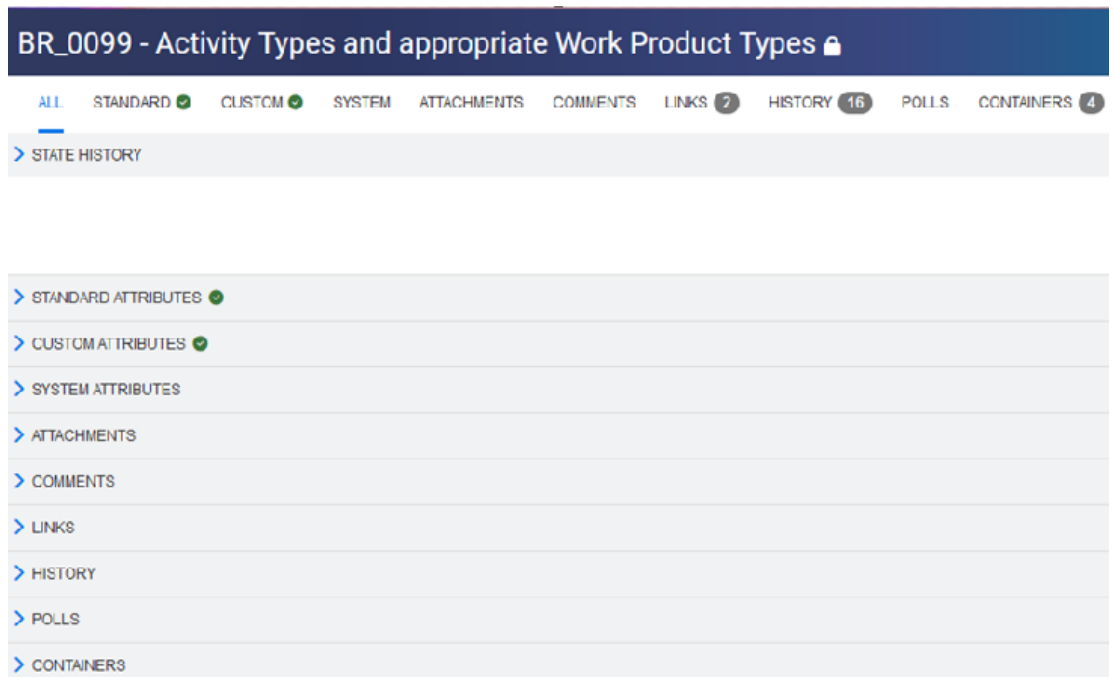 BR_0099 - Activity Types and appropriate Work Product Types
ALL STANDARD CUSTOM SYSTEM ATTACHMENTS COMMENTS LINKS 2 HISTORY 16 POLLS CONTAINERS 4
STATE HISTORY
STANDARD ATTRIBUTES
CUSTOM ATTRIBUTES
SYSTEM ATTRIBUTES
ATTACHMENTS
COMMENTS
LINKS
HISTORY
POLLS
CONTAINERS